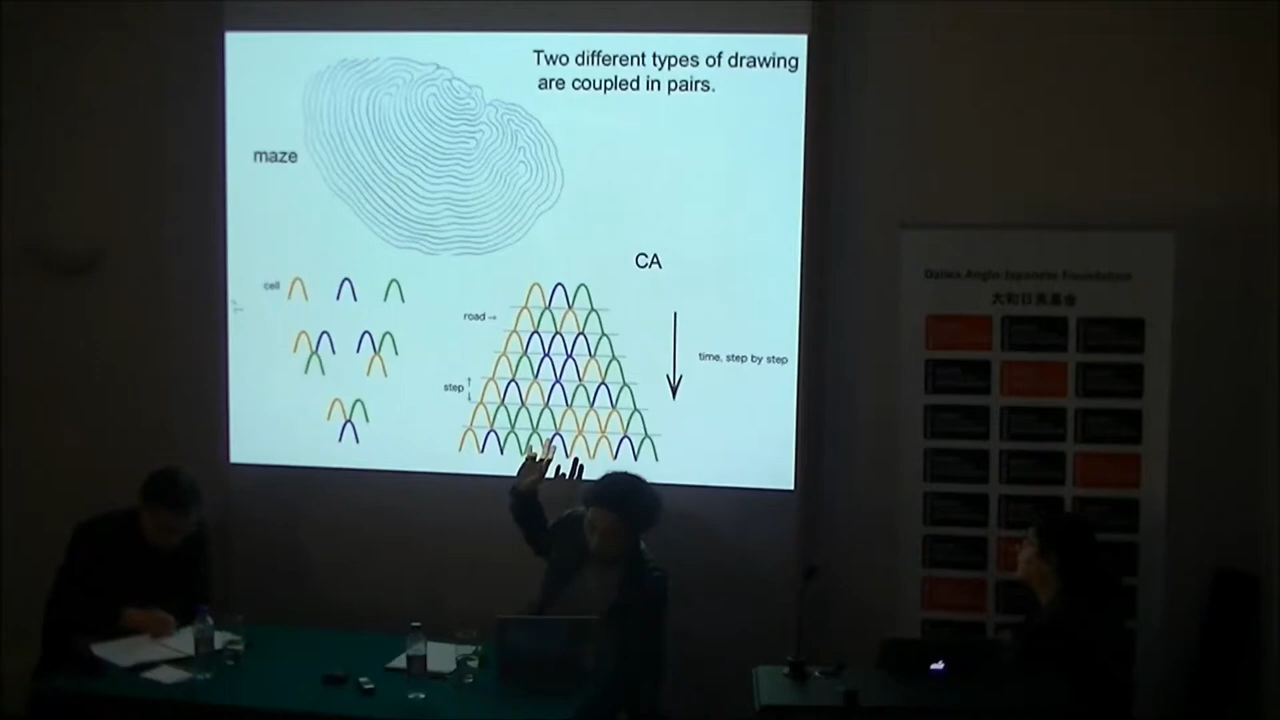 Two different types of drawing
are coupled in pairs.
maze
CA
cell
road→
time, step by step
step
Daiwa Anglo-Japanese Foundation
大和日英基金